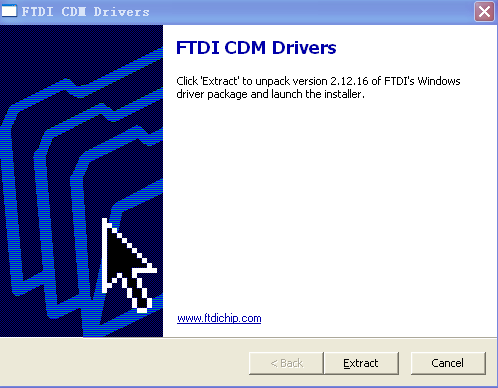 FTDI CDM Drivers
FTDI CDM Drivers
Click 'Extract' to unpack version 2.12.16 of FTDI's Windows
driver package and launch the installer.
www.ftdichip.com
< Back Extract Cancel